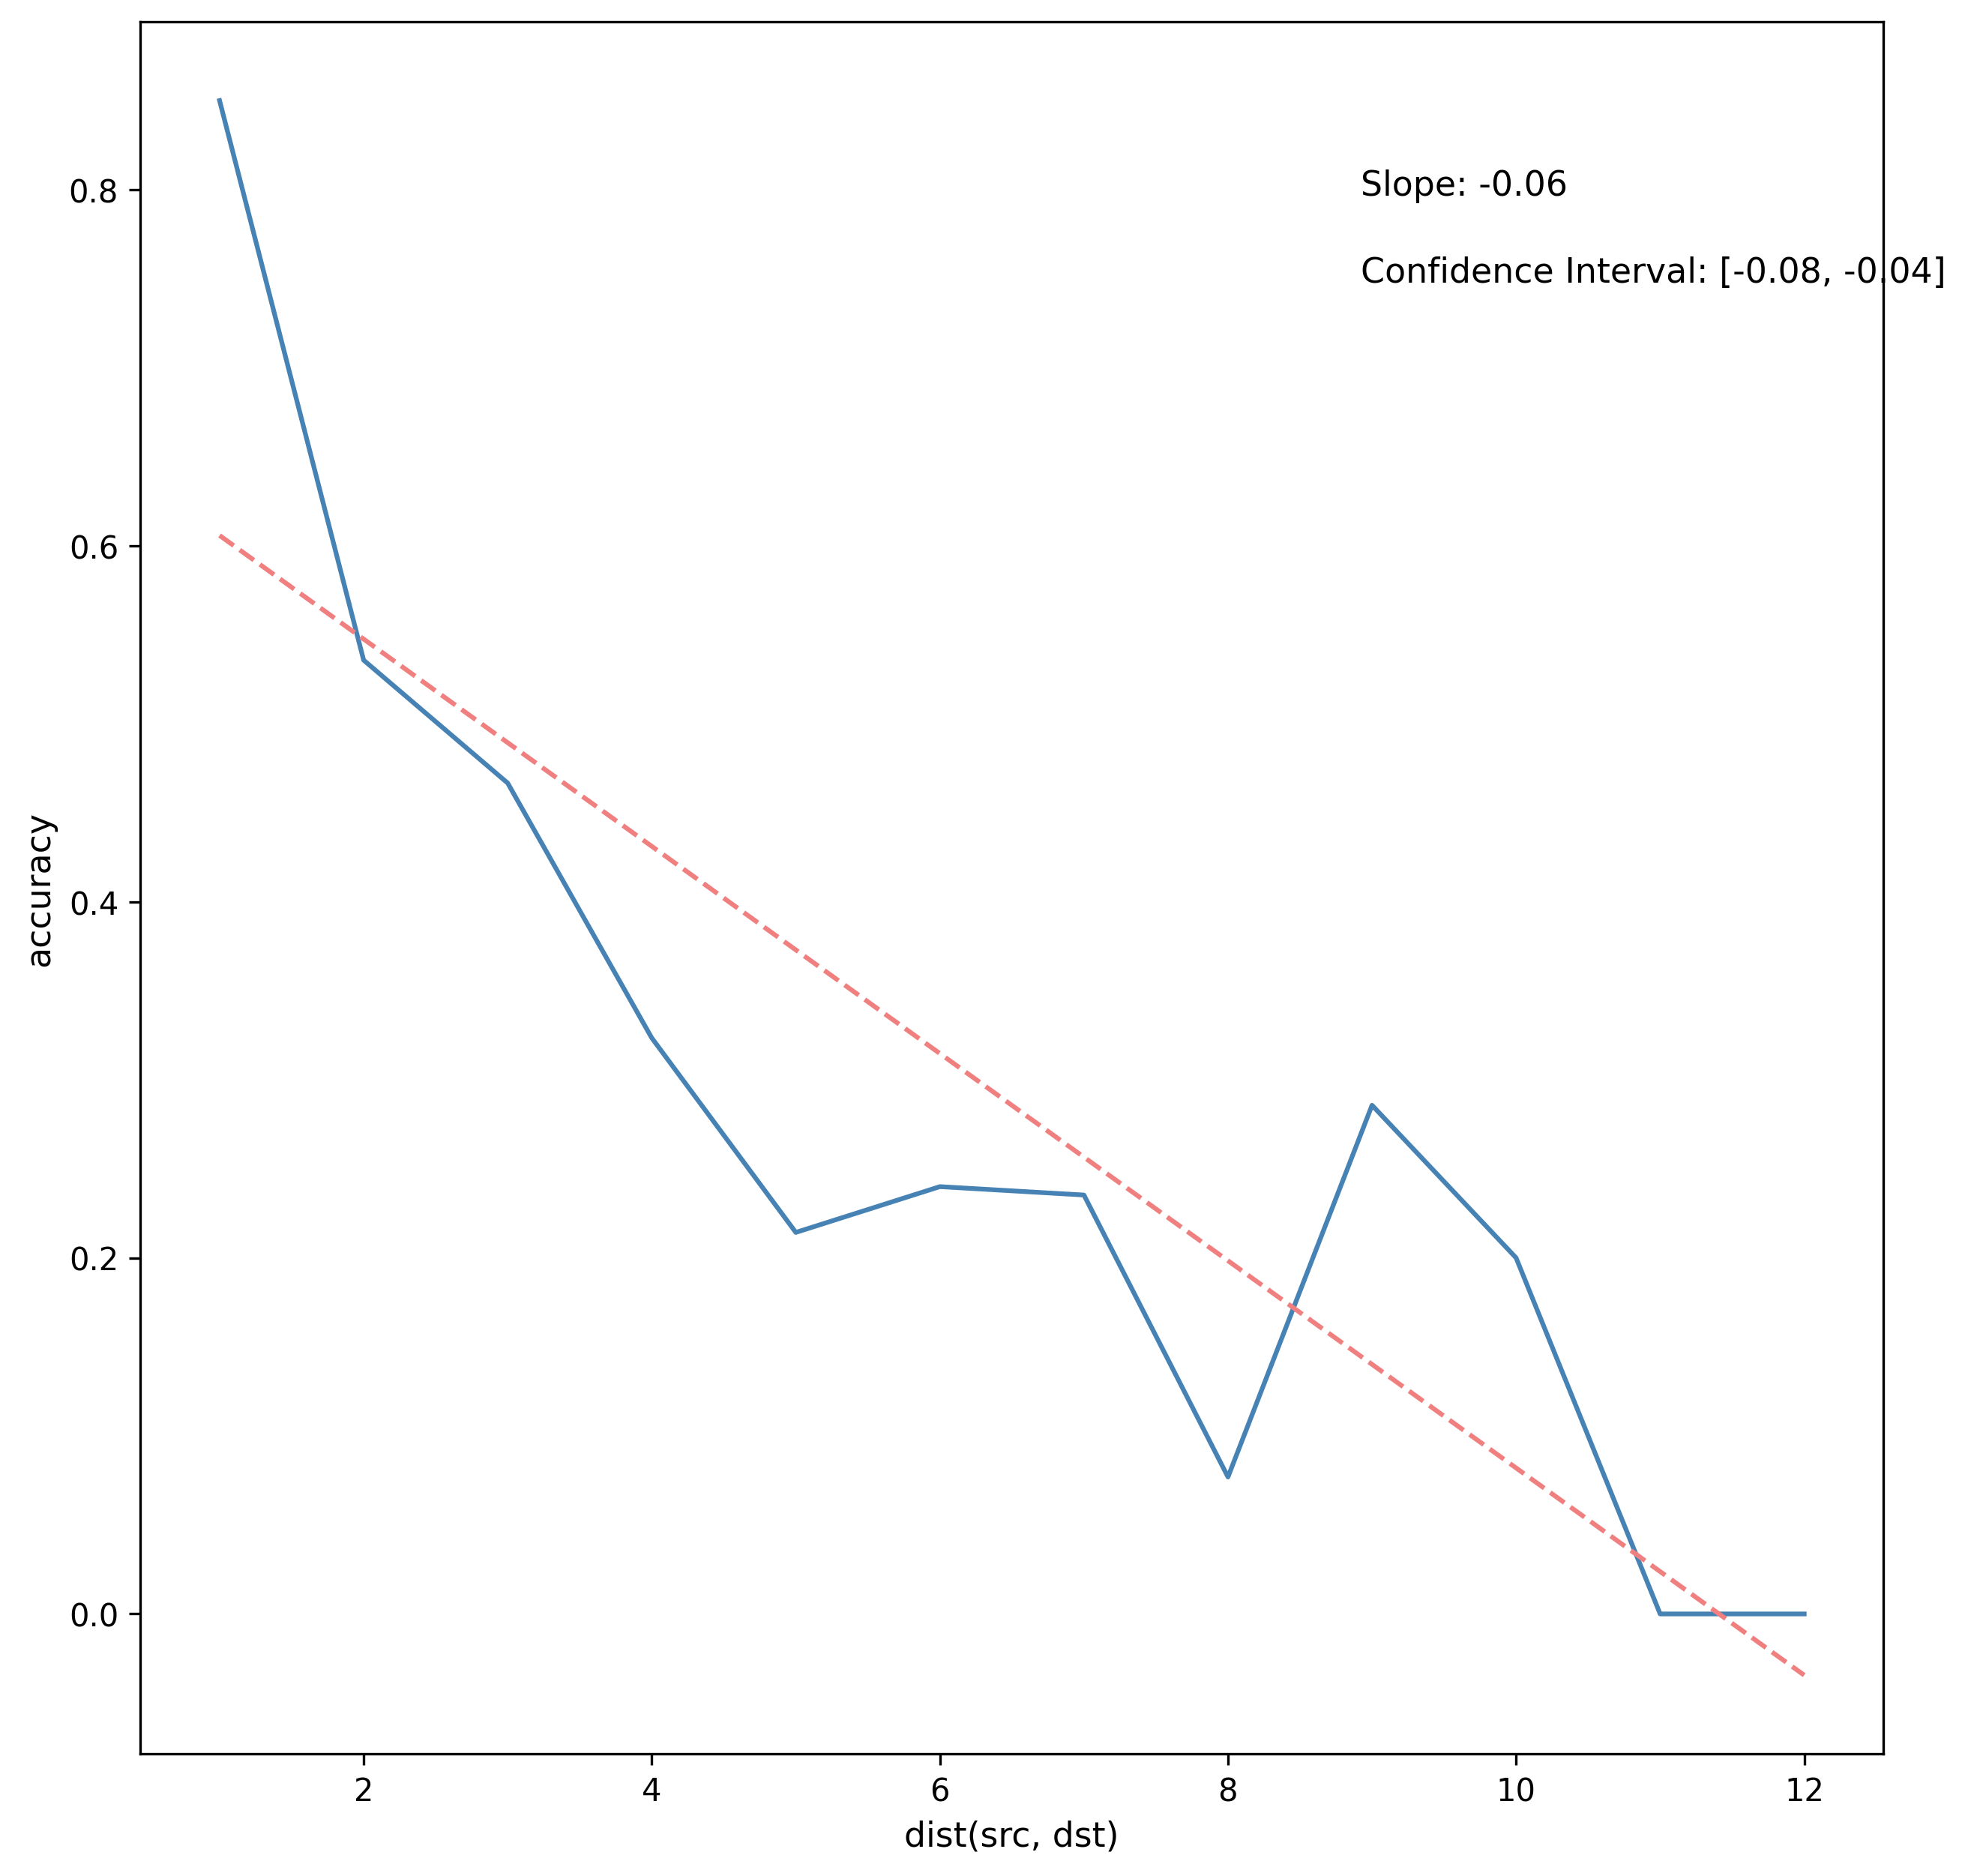 Slope: -0.06
Confidence Interval: [-0.08, -0.04]
0.8
0.6
0.4
0.2
0.0
accuracy
2 4 6 8 10 12
dist(src, dst)